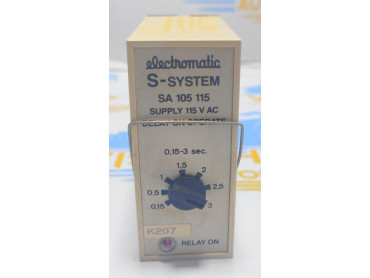 electromatic
S-SYSTEM
SA 105 115
SUPPLY 115 V AC
DELAY ON OPERATE
0,15-3 sec.
1,5
1 2
0,5 2,5
0,15 3
K207
RELAY ON